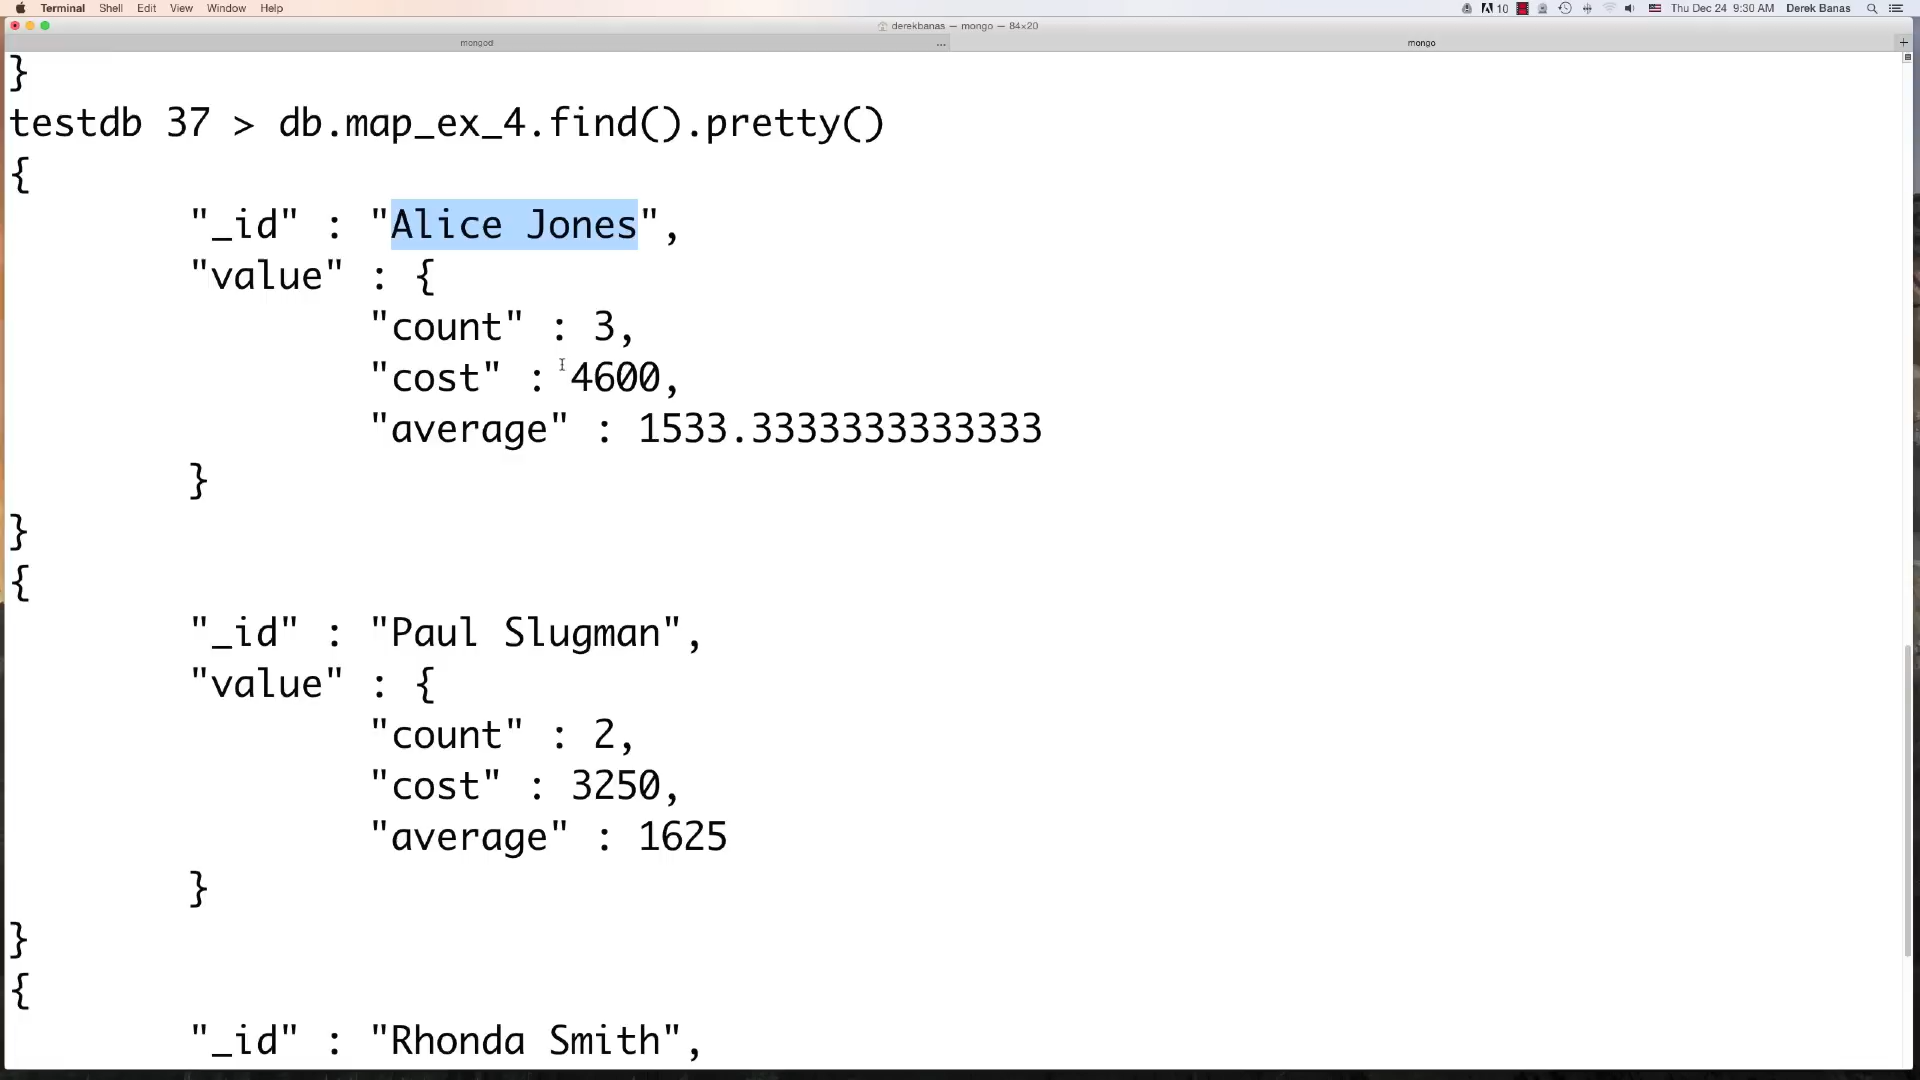 Terminal Shell Edit View Window Help 10 Thu Dec 24 9:30 AM Derek Banas
derekbanas — mongo — 84×20
mongod ... mongo +
}
testdb 37 > db.map_ex_4.find().pretty()
{
"_id" : "Alice Jones",
"value" : {
"count" : 3,
"cost" : 4600,
"average" : 1533.3333333333333
}
}
{
"_id" : "Paul Slugman",
"value" : {
"count" : 2,
"cost" : 3250,
"average" : 1625
}
}
{
"_id" : "Rhonda Smith",